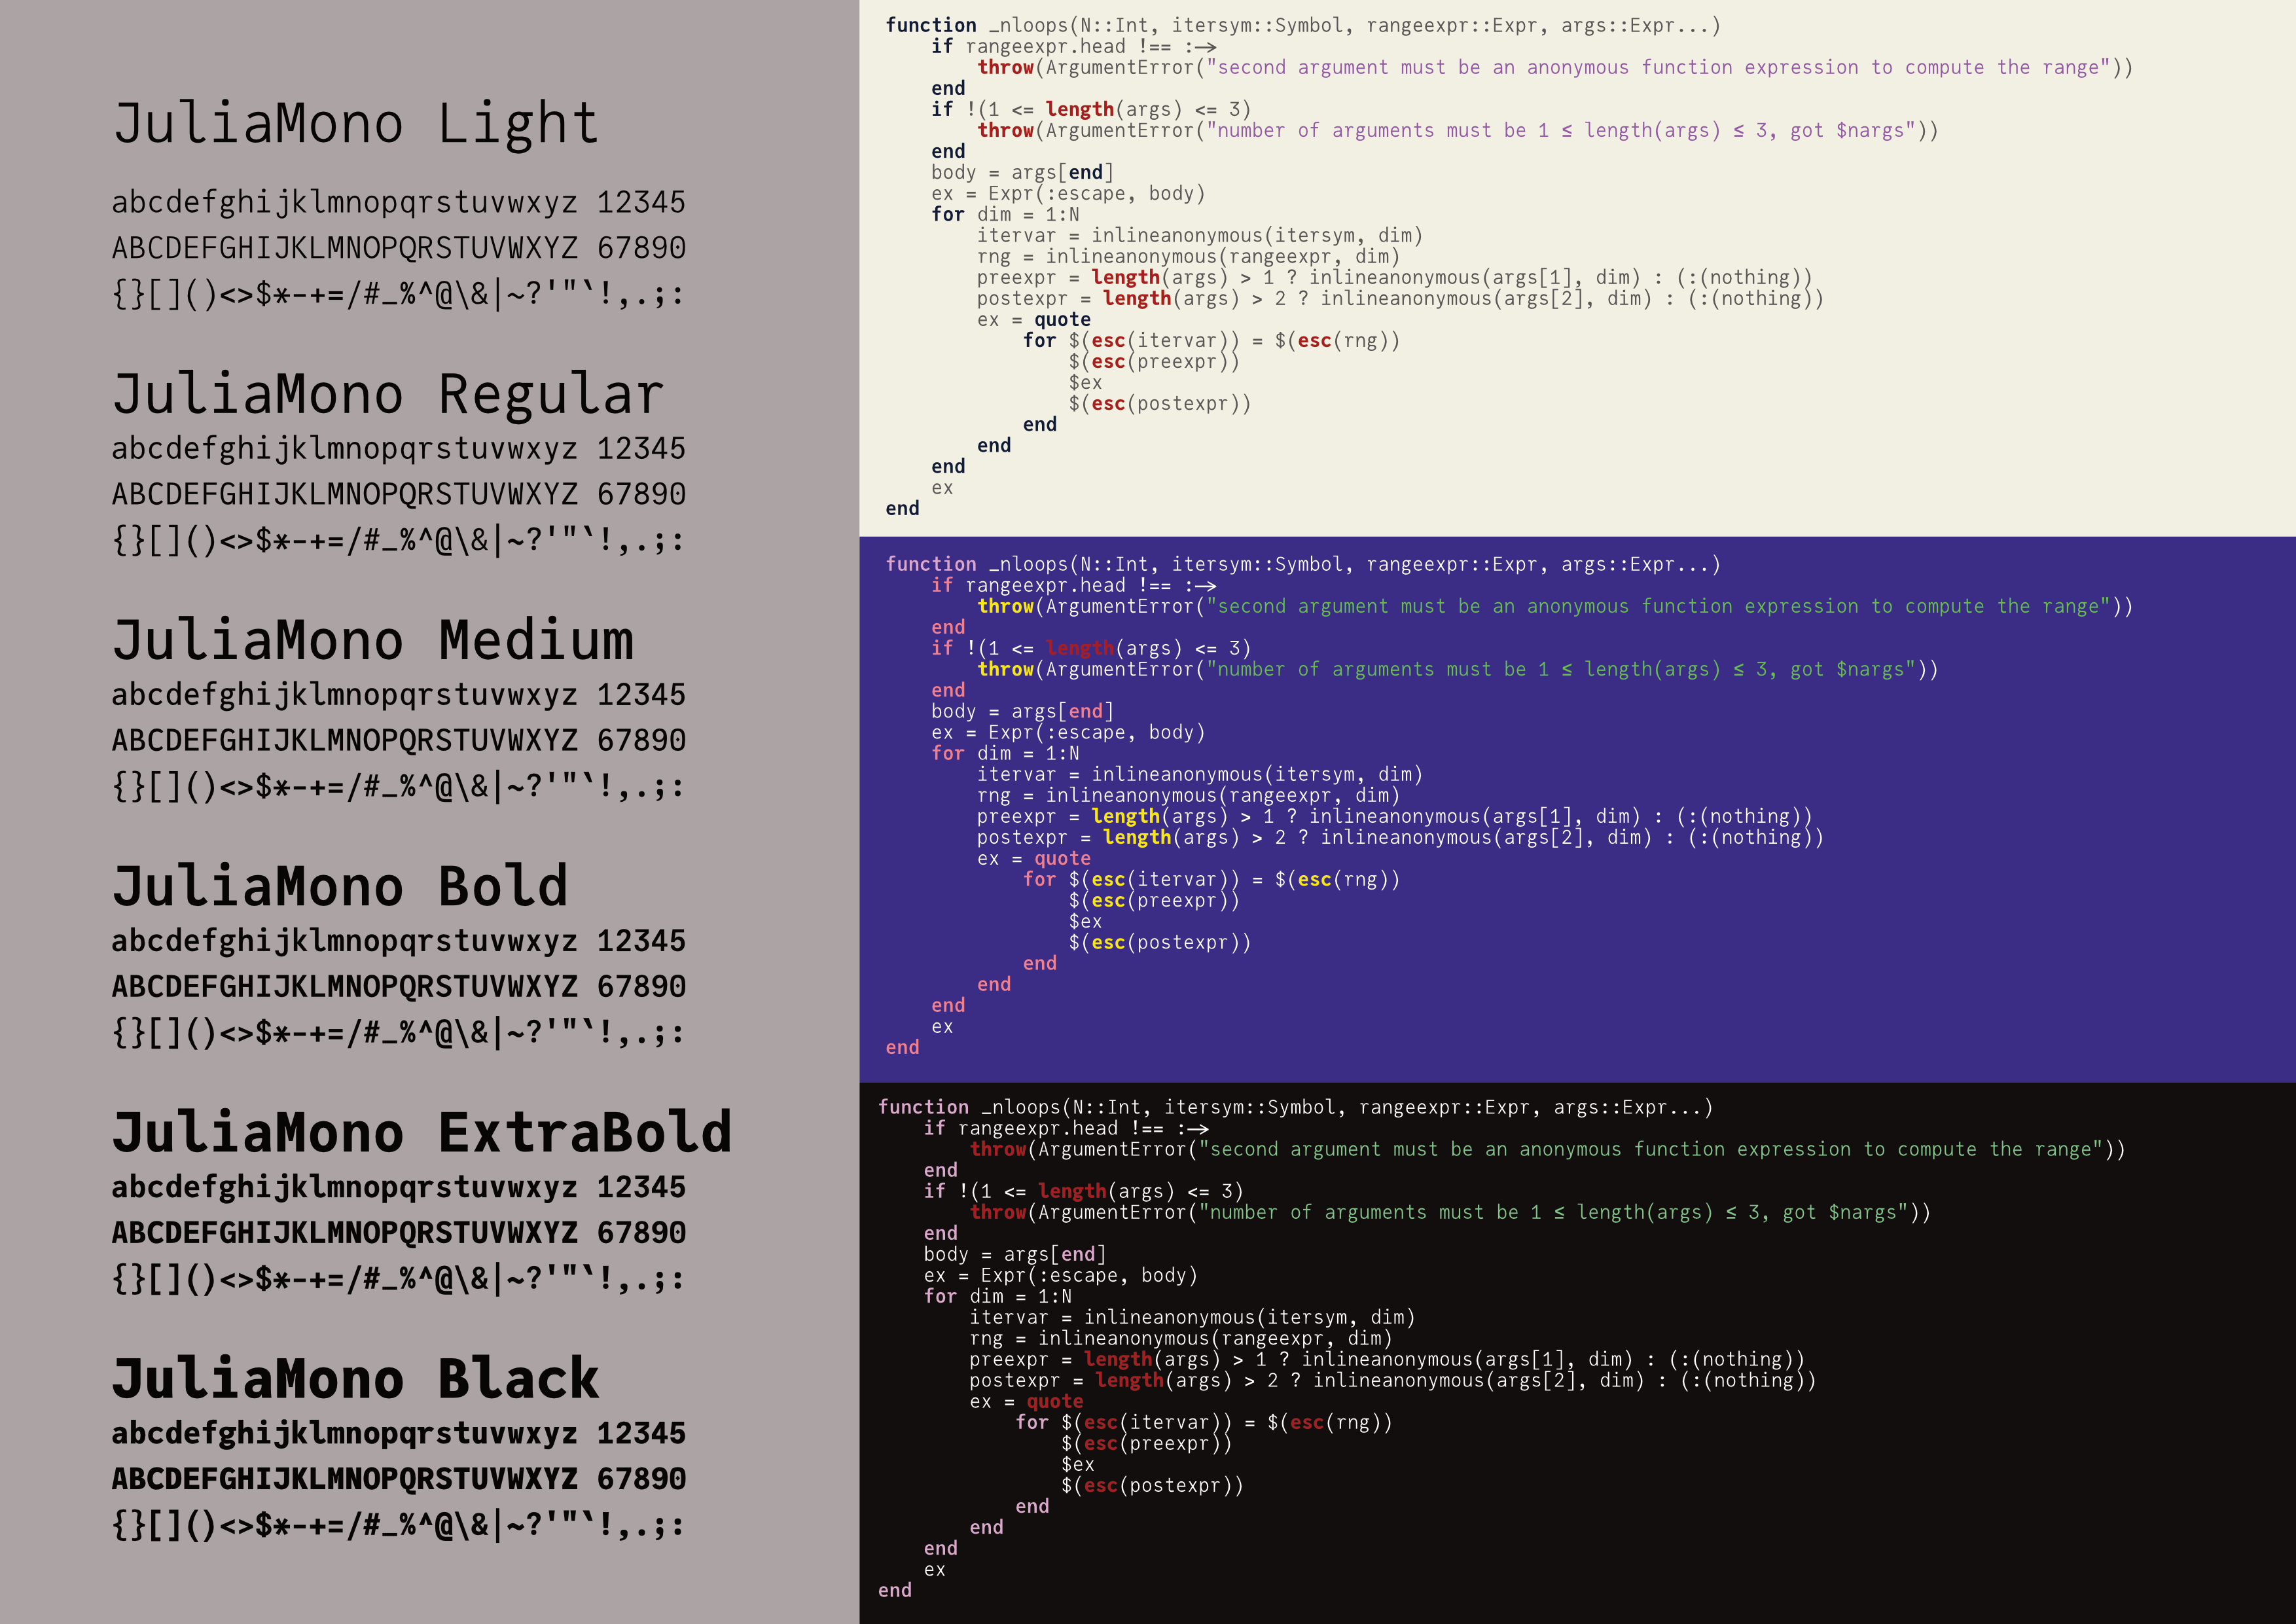 JuliaMono Light
abcdefghijklmnopqrstuvwxyz 12345
ABCDEFGHIJKLMNOPQRSTUVWXYZ 67890
{}[]()<>$*-+=/#_%^@\&|~?'"`!,.;:
JuliaMono Regular
abcdefghijklmnopqrstuvwxyz 12345
ABCDEFGHIJKLMNOPQRSTUVWXYZ 67890
{}[]()<>$*-+=/#_%^@\&|~?'"`!,.;:
JuliaMono Medium
abcdefghijklmnopqrstuvwxyz 12345
ABCDEFGHIJKLMNOPQRSTUVWXYZ 67890
{}[]()<>$*-+=/#_%^@\&|~?'"`!,.;:
JuliaMono Bold
abcdefghijklmnopqrstuvwxyz 12345
ABCDEFGHIJKLMNOPQRSTUVWXYZ 67890
{}[]()<>$*-+=/#_%^@\&|~?'"`!,.;:
JuliaMono ExtraBold
abcdefghijklmnopqrstuvwxyz 12345
ABCDEFGHIJKLMNOPQRSTUVWXYZ 67890
{}[]()<>$*-+=/#_%^@\&|~?'"`!,.;:
JuliaMono Black
abcdefghijklmnopqrstuvwxyz 12345
ABCDEFGHIJKLMNOPQRSTUVWXYZ 67890
{}[]()<>$*-+=/#_%^@\&|~?'"`!,.;:
function _nloops(N::Int, itersym::Symbol, rangeexpr::Expr, args::Expr...)
    if rangeexpr.head !== :->
        throw(ArgumentError("second argument must be an anonymous function expression to compute the range"))
    end
    if !(1 <= length(args) <= 3)
        throw(ArgumentError("number of arguments must be 1 ≤ length(args) ≤ 3, got $nargs"))
    end
    body = args[end]
    ex = Expr(:escape, body)
    for dim = 1:N
        itervar = inlineanonymous(itersym, dim)
        rng = inlineanonymous(rangeexpr, dim)
        preexpr = length(args) > 1 ? inlineanonymous(args[1], dim) : (:(nothing))
        postexpr = length(args) > 2 ? inlineanonymous(args[2], dim) : (:(nothing))
        ex = quote
            for $(esc(itervar)) = $(esc(rng))
                $(esc(preexpr))
                $ex
                $(esc(postexpr))
            end
        end
    end
    ex
end
function _nloops(N::Int, itersym::Symbol, rangeexpr::Expr, args::Expr...)
    if rangeexpr.head !== :->
        throw(ArgumentError("second argument must be an anonymous function expression to compute the range"))
    end
    if !(1 <= length(args) <= 3)
        throw(ArgumentError("number of arguments must be 1 ≤ length(args) ≤ 3, got $nargs"))
    end
    body = args[end]
    ex = Expr(:escape, body)
    for dim = 1:N
        itervar = inlineanonymous(itersym, dim)
        rng = inlineanonymous(rangeexpr, dim)
        preexpr = length(args) > 1 ? inlineanonymous(args[1], dim) : (:(nothing))
        postexpr = length(args) > 2 ? inlineanonymous(args[2], dim) : (:(nothing))
        ex = quote
            for $(esc(itervar)) = $(esc(rng))
                $(esc(preexpr))
                $ex
                $(esc(postexpr))
            end
        end
    end
    ex
end
function _nloops(N::Int, itersym::Symbol, rangeexpr::Expr, args::Expr...)
    if rangeexpr.head !== :->
        throw(ArgumentError("second argument must be an anonymous function expression to compute the range"))
    end
    if !(1 <= length(args) <= 3)
        throw(ArgumentError("number of arguments must be 1 ≤ length(args) ≤ 3, got $nargs"))
    end
    body = args[end]
    ex = Expr(:escape, body)
    for dim = 1:N
        itervar = inlineanonymous(itersym, dim)
        rng = inlineanonymous(rangeexpr, dim)
        preexpr = length(args) > 1 ? inlineanonymous(args[1], dim) : (:(nothing))
        postexpr = length(args) > 2 ? inlineanonymous(args[2], dim) : (:(nothing))
        ex = quote
            for $(esc(itervar)) = $(esc(rng))
                $(esc(preexpr))
                $ex
                $(esc(postexpr))
            end
        end
    end
    ex
end